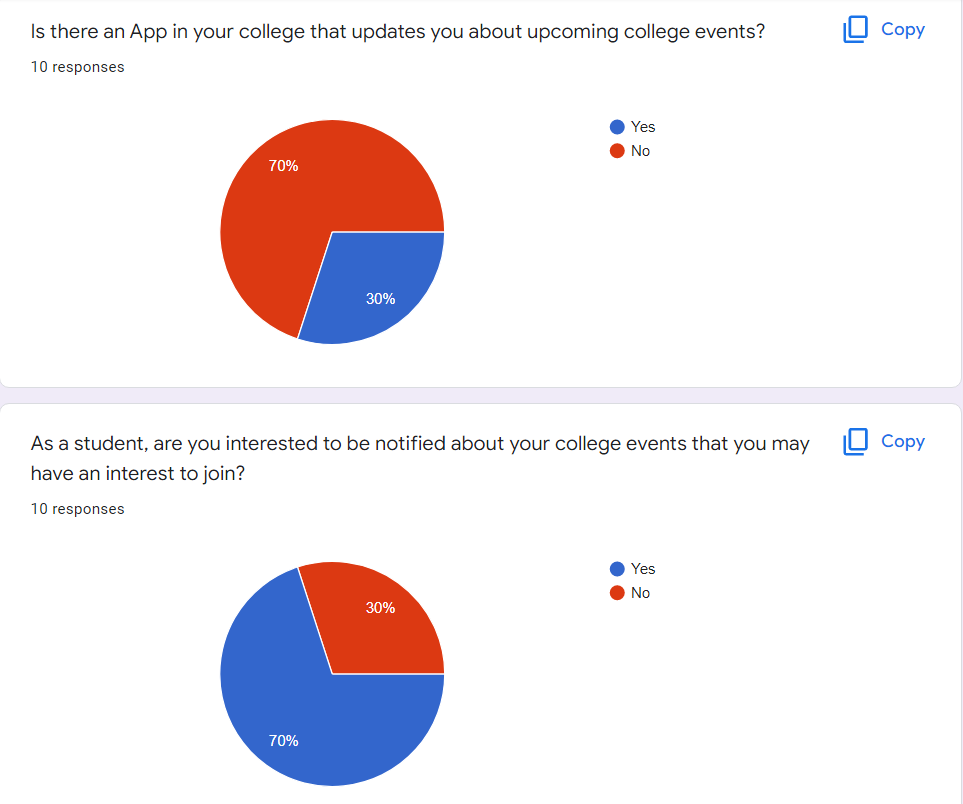 Is there an App in your college that updates you about upcoming college events?
Copy
10 responses
Yes
No
70%
30%
As a student, are you interested to be notified about your college events that you may
have an interest to join?
Copy
10 responses
Yes
No
30%
70%